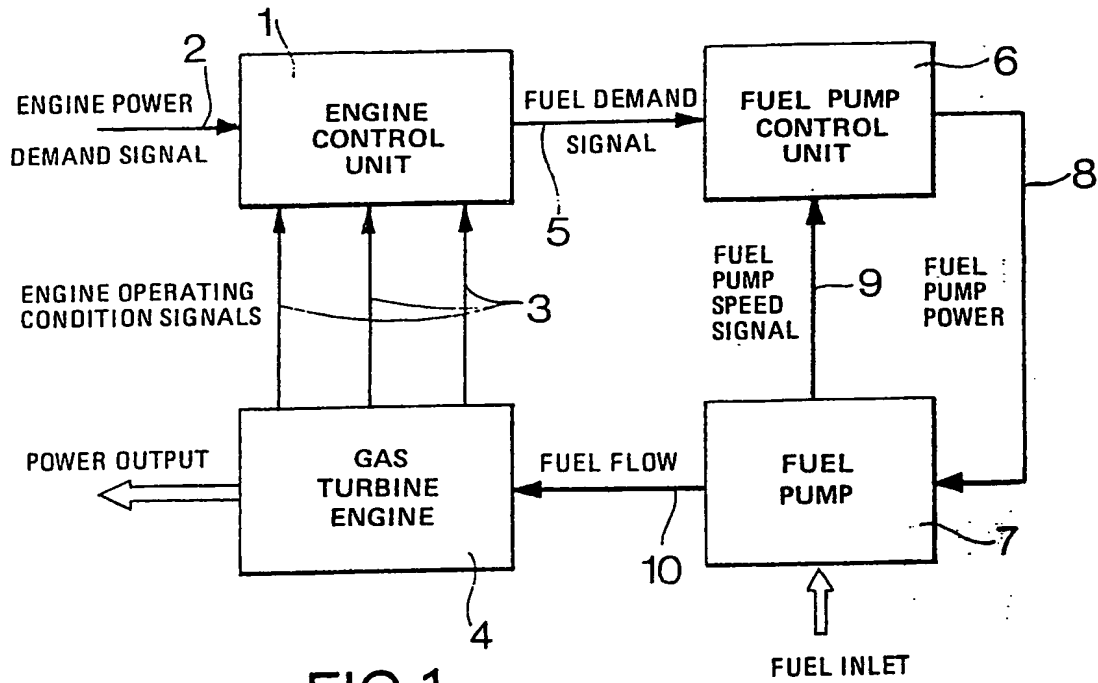 1
2
ENGINE POWER
DEMAND SIGNAL
ENGINE
CONTROL
UNIT
FUEL DEMAND
SIGNAL
5
FUEL PUMP
CONTROL
UNIT
6
8
ENGINE OPERATING
CONDITION SIGNALS
3
FUEL
PUMP
SPEED
SIGNAL
9
FUEL
PUMP
POWER
POWER OUTPUT
GAS
TURBINE
ENGINE
4
FUEL FLOW
10
FUEL
PUMP
7
FUEL INLET
FIG.1